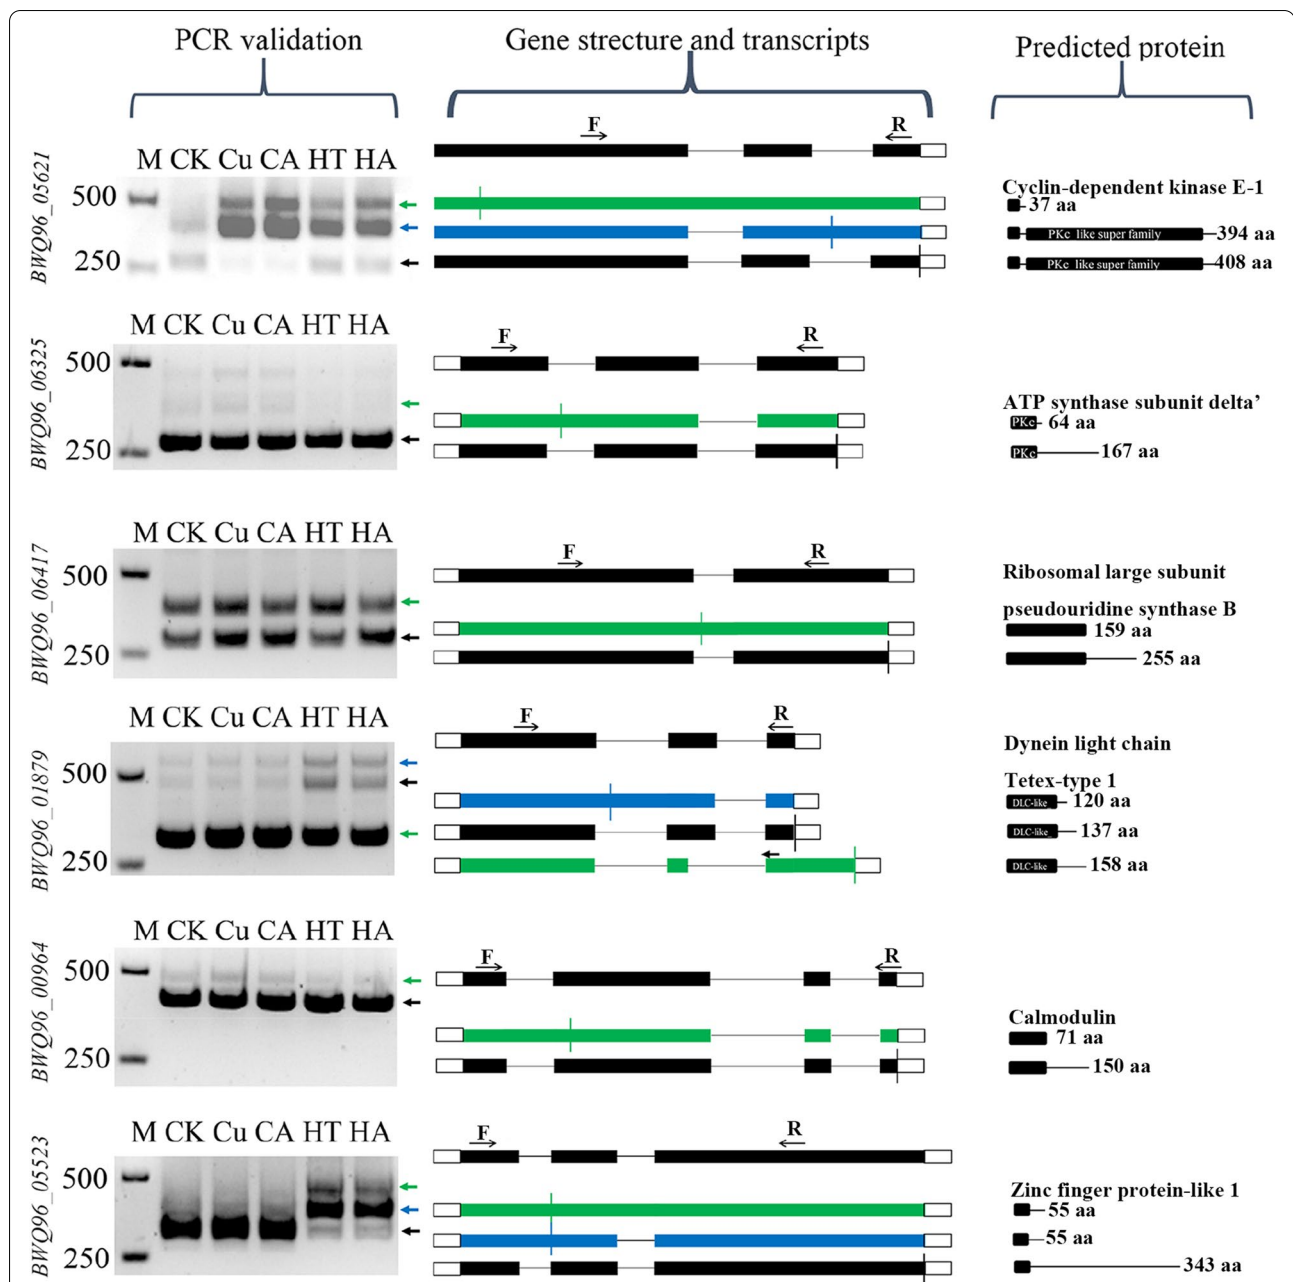 PCR validation
Gene strecture and transcripts
Predicted protein
BWQ96_05621
M CK Cu CA HT HA
500
250
F
R
Cyclin-dependent kinase E-1
37 aa
PKc like super family
394 aa
PKc like super family
408 aa
BWQ96_06325
M CK Cu CA HT HA
500
250
F
R
ATP synthase subunit delta’
PKc
64 aa
PKc
167 aa
BWQ96_06417
M CK Cu CA HT HA
500
250
F
R
Ribosomal large subunit
pseudouridine synthase B
159 aa
255 aa
BWQ96_01879
M CK Cu CA HT HA
500
250
F
R
Dynein light chain
Tetex-type 1
DLC-like
120 aa
DLC-like
137 aa
DLC-like
158 aa
BWQ96_00964
M CK Cu CA HT HA
500
250
F
R
Calmodulin
71 aa
150 aa
BWQ96_05523
M CK Cu CA HT HA
500
250
F
R
Zinc finger protein-like 1
55 aa
55 aa
343 aa